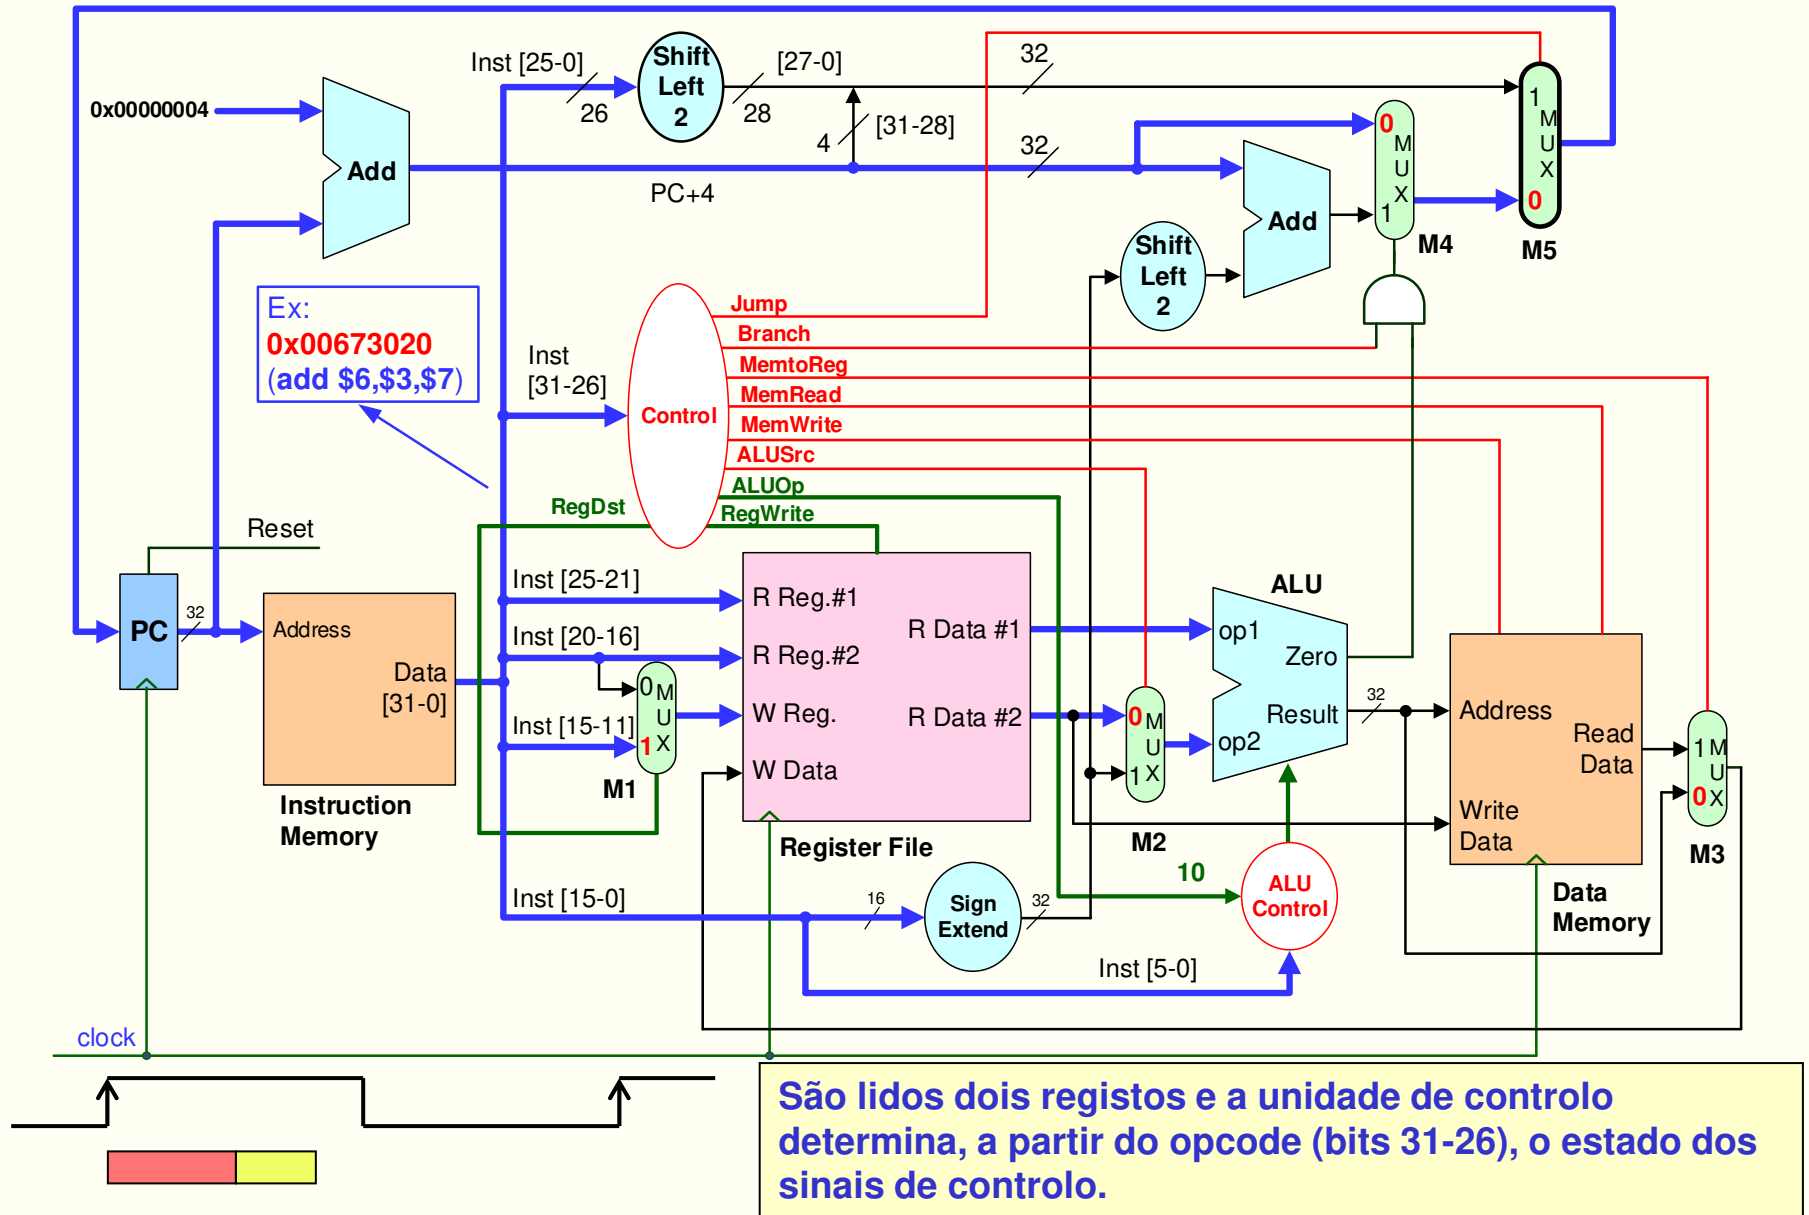 Inst [25-0]
26
Shift
Left
2
[27-0]
28
32
0x00000004
Add
4
[31-28]
PC+4
32
0
M
U
X
1
M4
1
M
U
X
0
M5
Add
Shift
Left
2
Ex:
0x00673020
(add $6,$3,$7)
Inst
[31-26]
Control
Jump
Branch
MemtoReg
MemRead
MemWrite
ALUSrc
ALUOp
RegDst
RegWrite
Reset
PC
32
Address
Data
[31-0]
Instruction
Memory
Inst [25-21]
Inst [20-16]
Inst [15-11]
0
M
U
1 X
M1
R Reg.#1
R Reg.#2
W Reg.
W Data
R Data #1
R Data #2
Register File
0 M
U
1 X
M2
ALU
op1
Zero
Result
op2
32
Address
Read
Data
Write
Data
Data
Memory
1 M
U
0 X
M3
Inst [15-0]
16
Sign
Extend
32
10
ALU
Control
Inst [5-0]
clock
São lidos dois registos e a unidade de controlo
determina, a partir do opcode (bits 31-26), o estado dos
sinais de controlo.